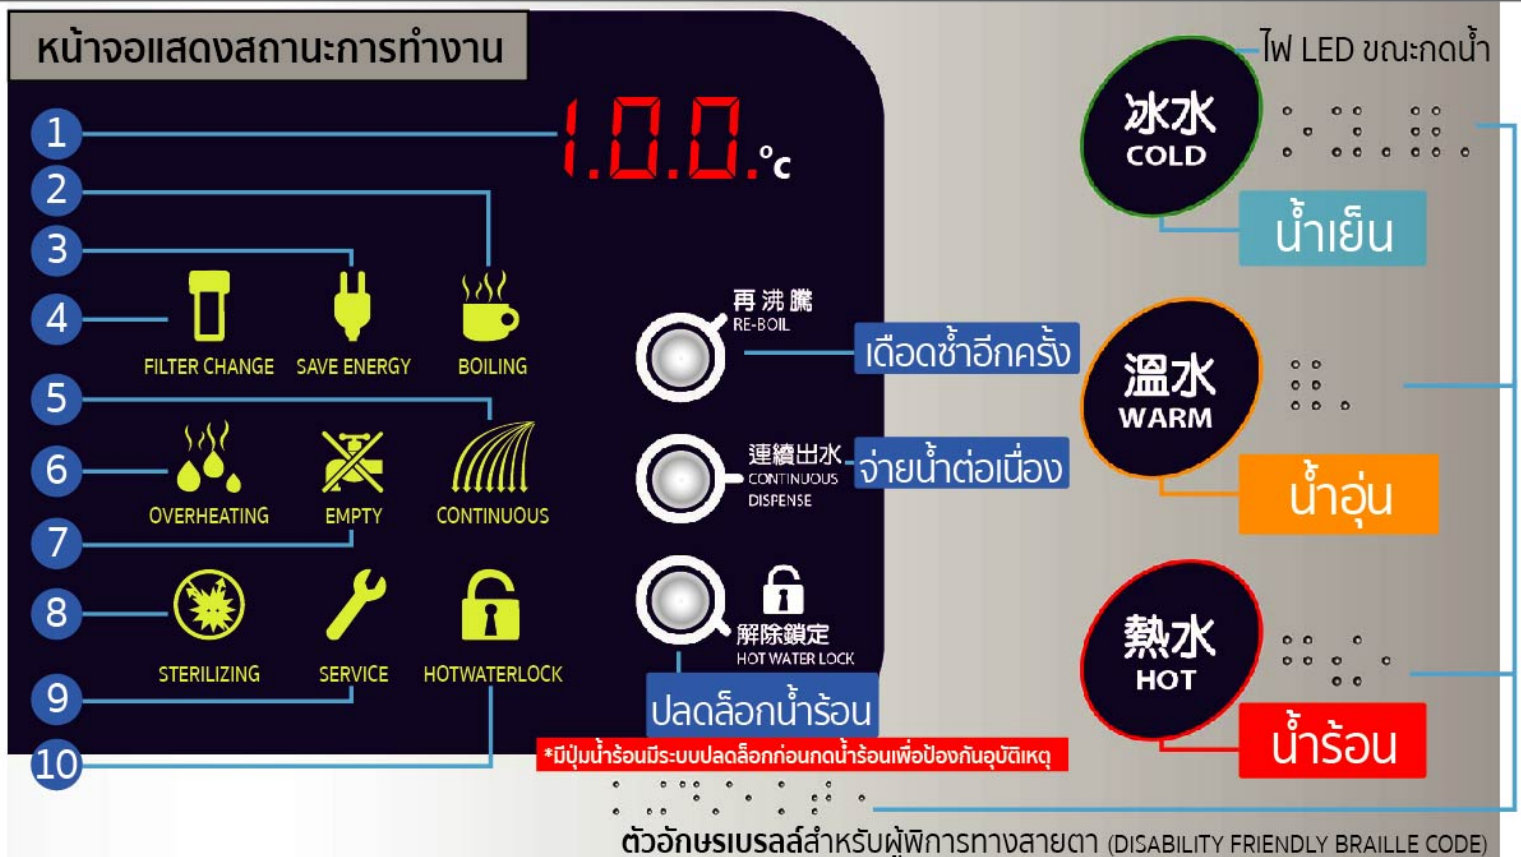 หน้าจอแสดงสถานะการทำงาน
ไฟ LED ขณะกดน้ำ
1
1.0.0.°c
2
3
4
FILTER CHANGE
SAVE ENERGY
BOILING
5
6
OVERHEATING
EMPTY
CONTINUOUS
7
8
STERILIZING
SERVICE
HOTWATERLOCK
9
10
再沸騰
RE-BOIL
เดือดซ้ำอีกครั้ง
連續出水
CONTINUOUS
DISPENSE
จ่ายน้ำต่อเนื่อง
解除鎖定
HOT WATER LOCK
ปลดล็อกน้ำร้อน
*มีปุ่มน้ำร้อนมีระบบปลดล็อกก่อนกดน้ำร้อนเพื่อป้องกันอุบัติเหตุ
冰水
COLD
น้ำเย็น
溫水
WARM
น้ำอุ่น
熱水
HOT
น้ำร้อน
ตัวอักษรเบรลล์สำหรับผู้พิการทางสายตา (DISABILITY FRIENDLY BRAILLE CODE)